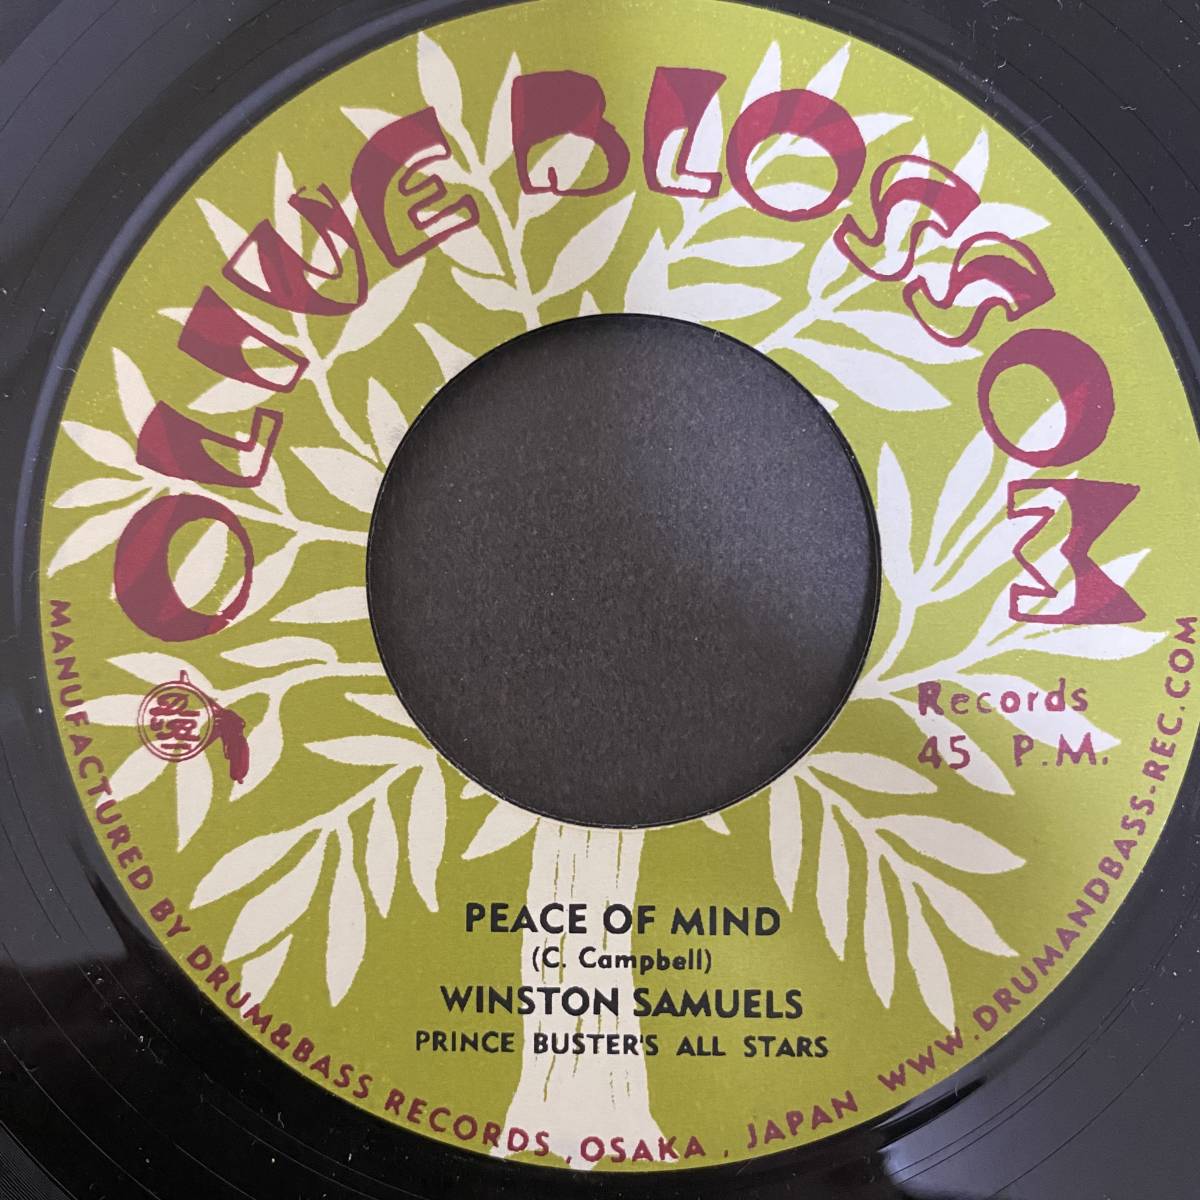 OLIVE BLOSSOM
Records
45 P.M.
PEACE OF MIND
(C. Campbell)
WINSTON SAMUELS
PRINCE BUSTER'S ALL STARS
MANUFACTURED BY DRUM&BASS RECORDS ,OSAKA , JAPAN WWW.DRUMANDBASS-REC.COM